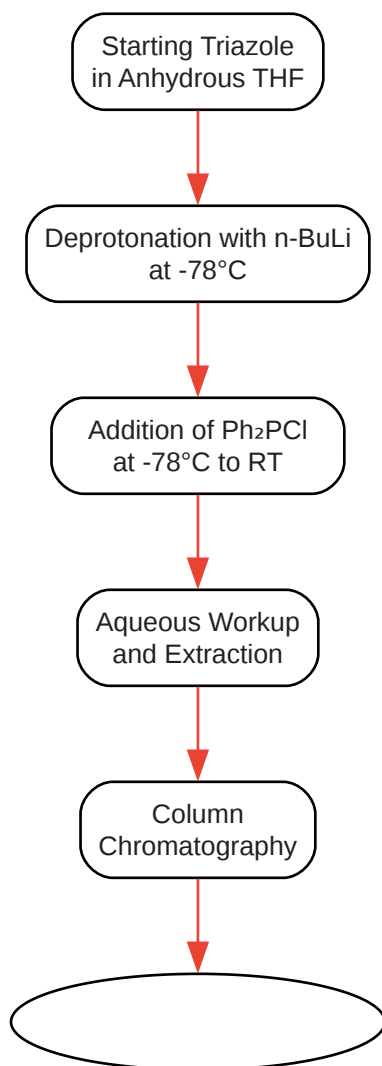 Starting Triazole
in Anhydrous THF
Deprotonation with n-BuLi
at -78°C
Addition of Ph₂PCl
at -78°C to RT
Aqueous Workup
and Extraction
Column
Chromatography